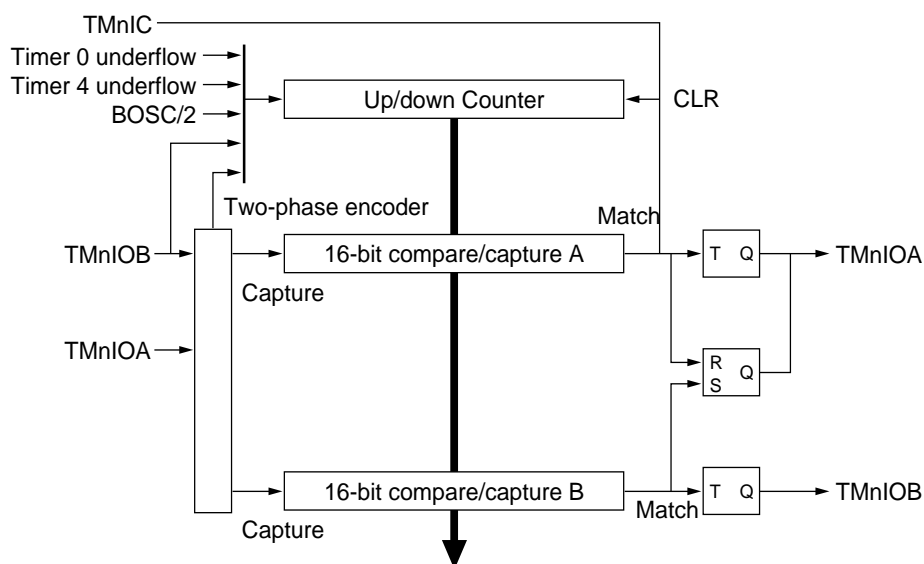 TMnIC
Timer 0 underflow
Timer 4 underflow
BOSC/2
Up/down Counter
CLR
Two-phase encoder
Match
TMnIOB
16-bit compare/capture A
T Q
TMnIOA
Capture
TMnIOA
R
S
Q
16-bit compare/capture B
T Q
TMnIOB
Match
Capture